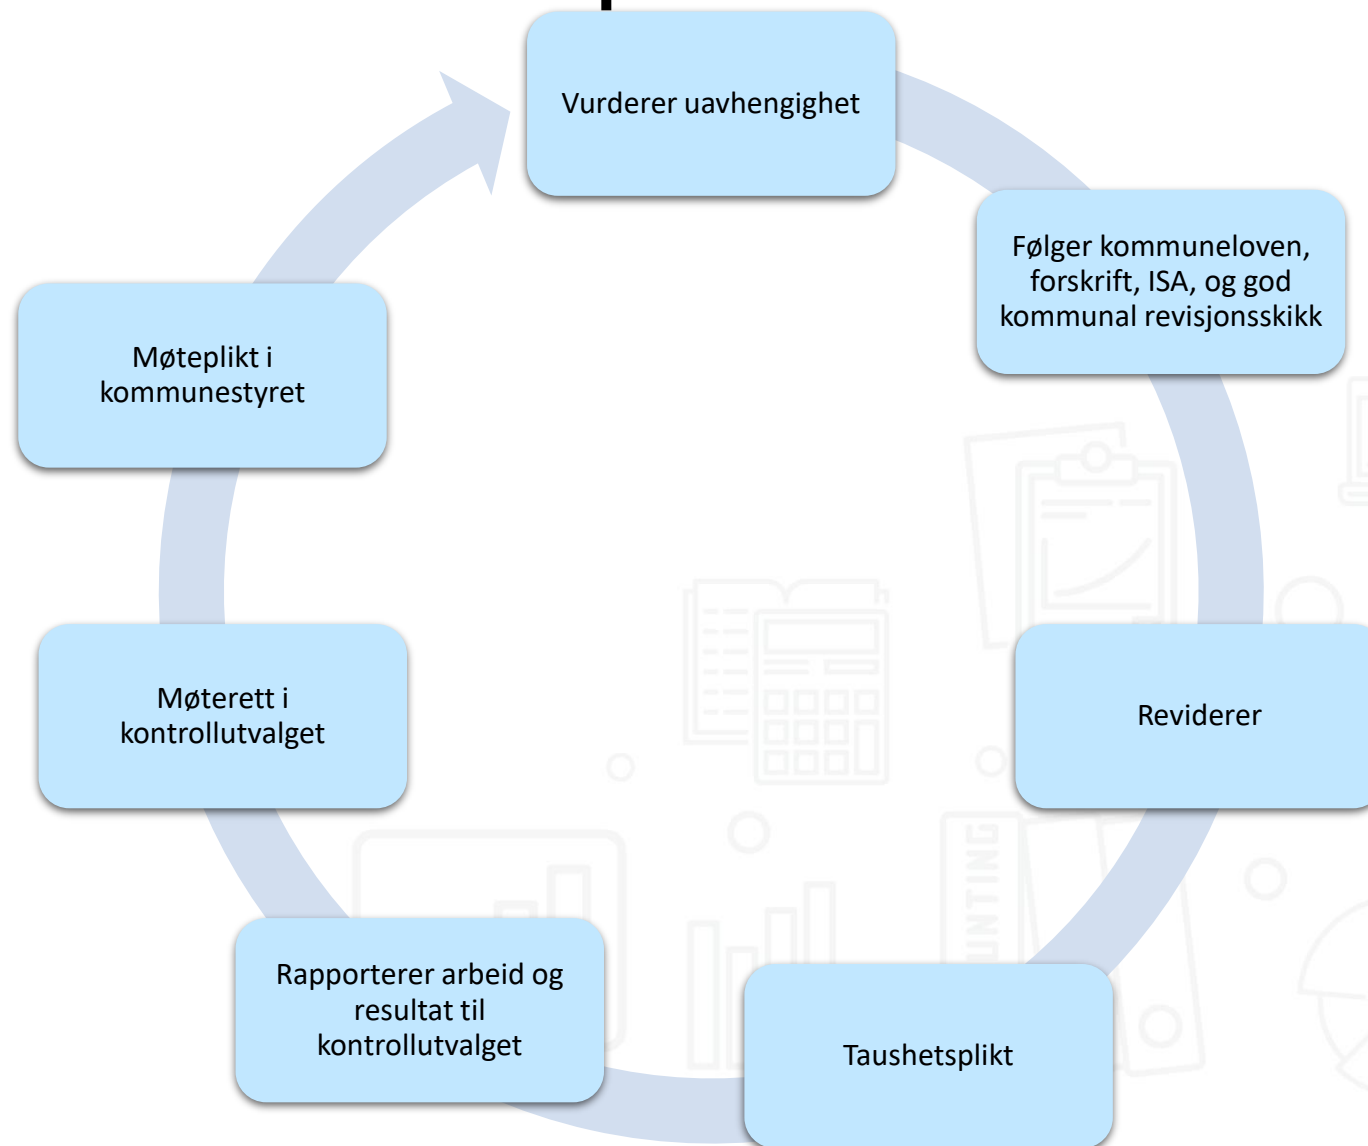 Vurderer uavhengighet
Følger kommuneloven,
forskrift, ISA, og god
kommunal revisjonsskikk
Reviderer
Taushetsplikt
Rapporterer arbeid og
resultat til
kontrollutvalget
Møterett i
kontrollutvalget
Møteplikt i
kommunestyret
UNTING